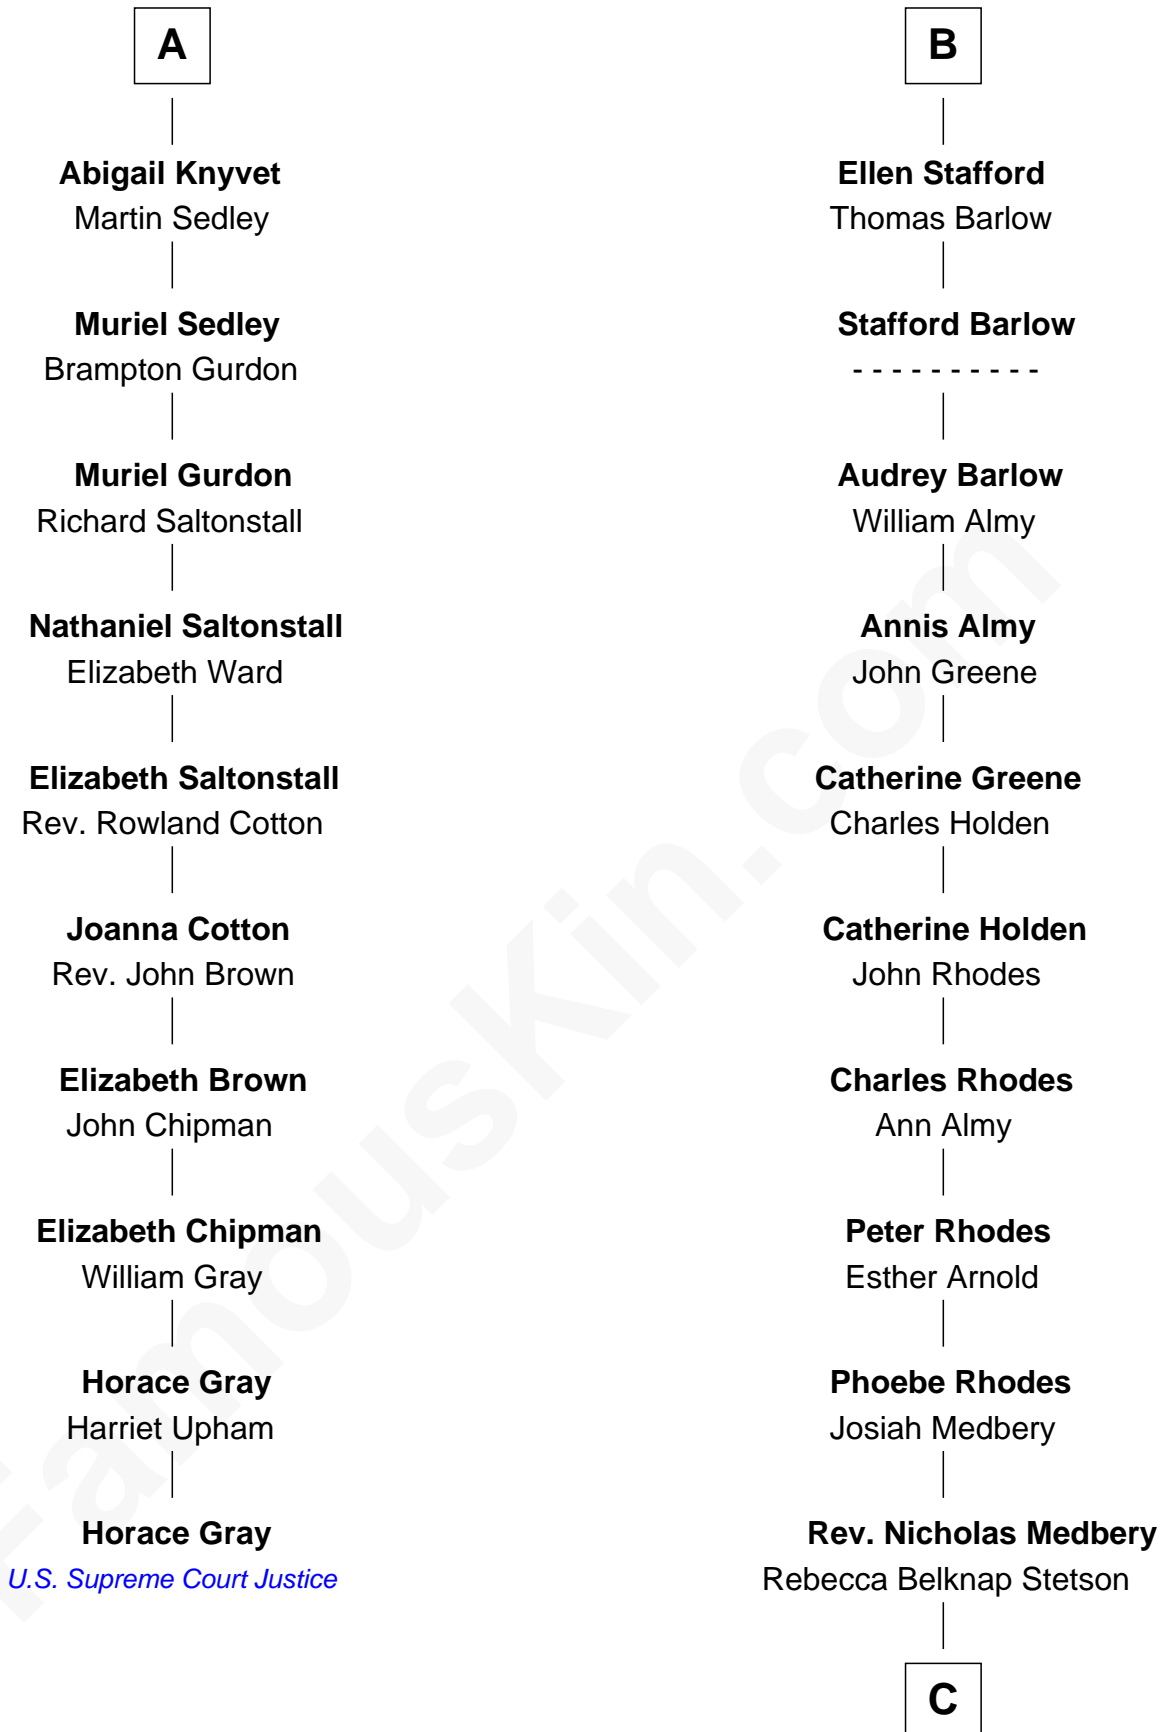 A
Abigail Knyvet
Martin Sedley
Muriel Sedley
Brampton Gurdon
Muriel Gurdon
Richard Saltonstall
Nathaniel Saltonstall
Elizabeth Ward
Elizabeth Saltonstall
Rev. Rowland Cotton
Joanna Cotton
Rev. John Brown
Elizabeth Brown
John Chipman
Elizabeth Chipman
William Gray
Horace Gray
Harriet Upham
Horace Gray
U.S. Supreme Court Justice
B
Ellen Stafford
Thomas Barlow
Stafford Barlow
- - - - - - - - - -
Audrey Barlow
William Almy
Annis Almy
John Greene
Catherine Greene
Charles Holden
Catherine Holden
John Rhodes
Charles Rhodes
Ann Almy
Peter Rhodes
Esther Arnold
Phoebe Rhodes
Josiah Medbery
Rev. Nicholas Medbery
Rebecca Belknap Stetson
C
FamousKin.com